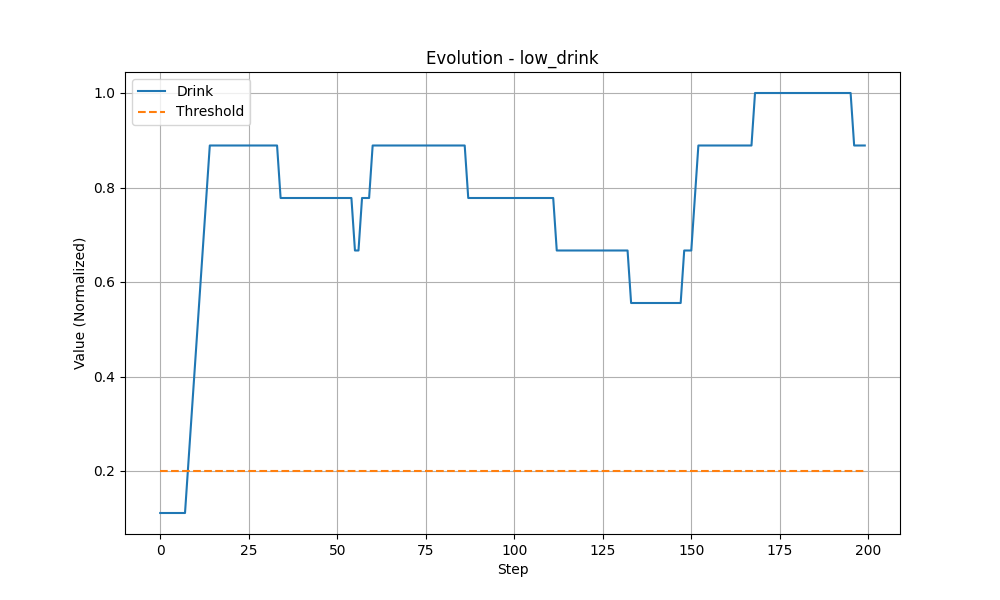 Evolution - low_drink
Drink
Threshold
Value (Normalized)
1.0
0.8
0.6
0.4
0.2
0 25 50 75 100 125 150 175 200
Step